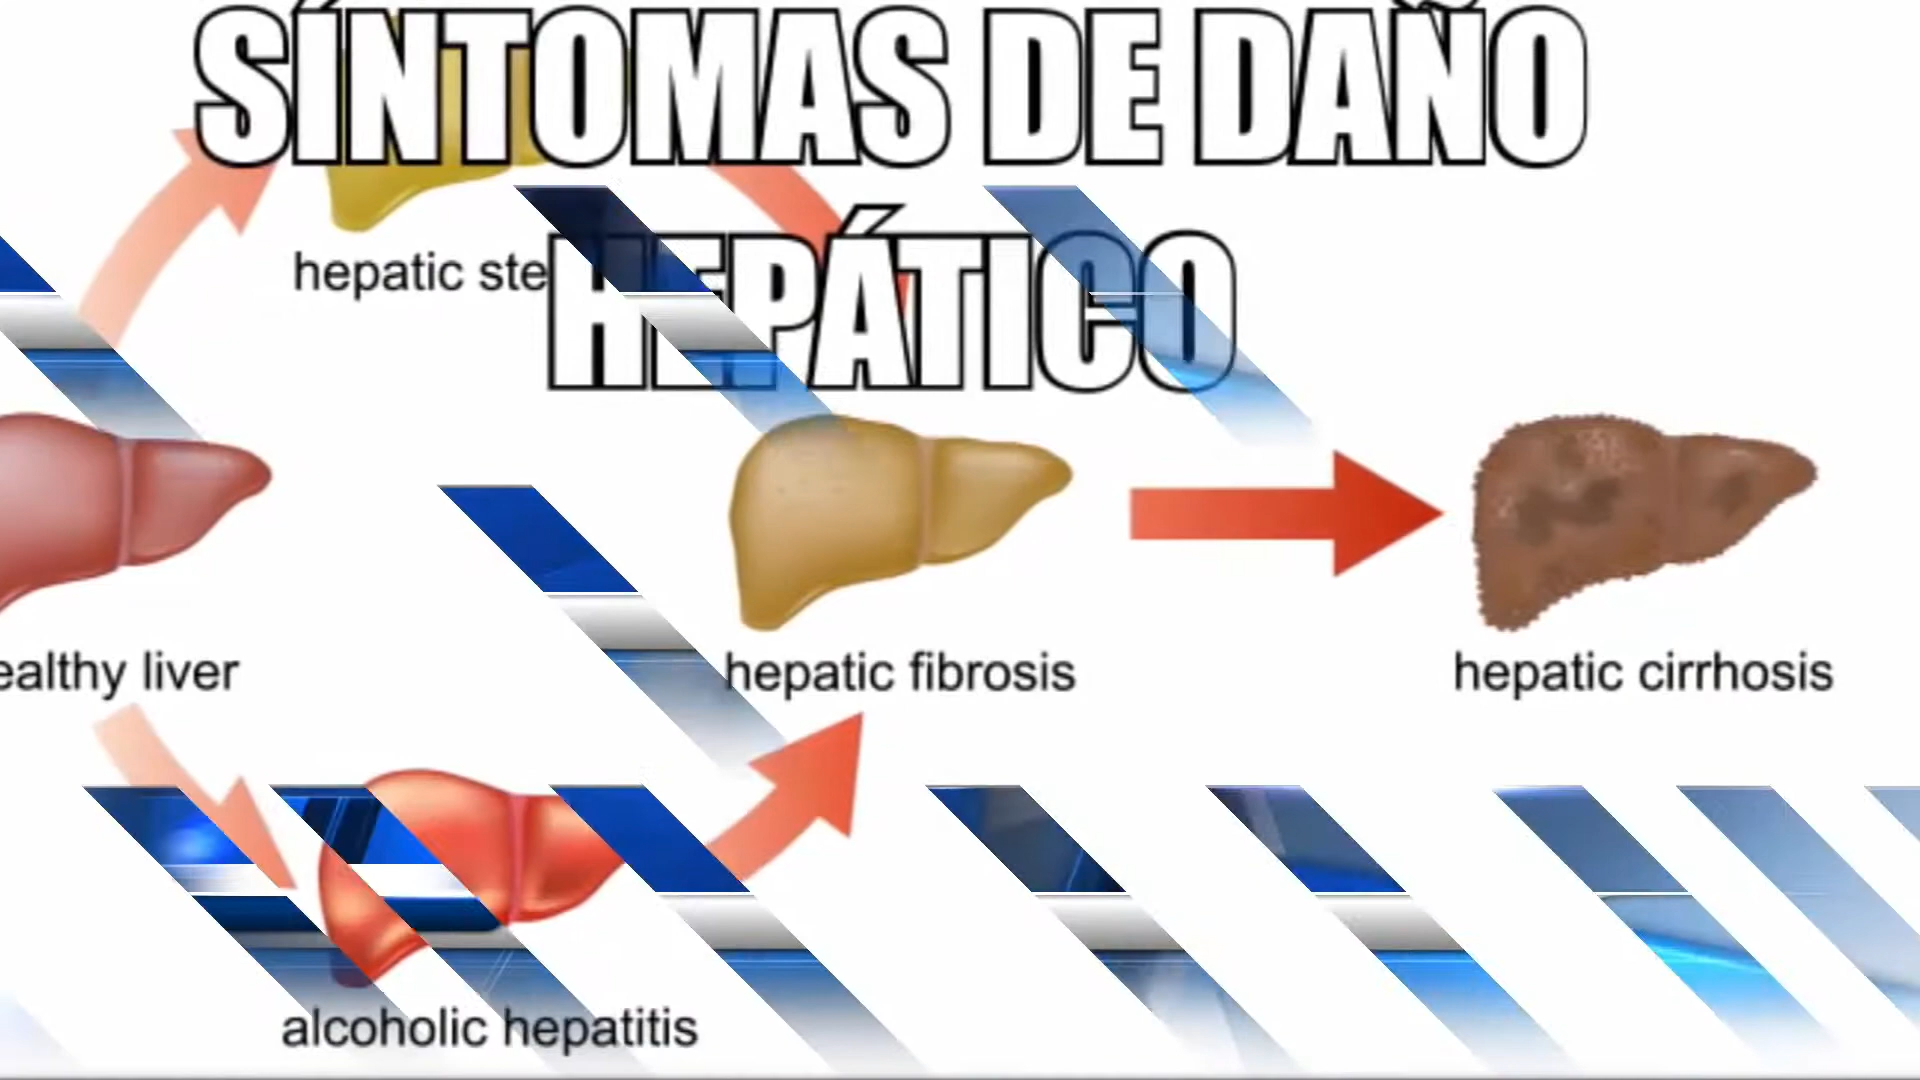 SÍNTOMAS DE DAÑO
HEPÁTICO
hepatic ste
ealthy liver
hepatic fibrosis
hepatic cirrhosis
alcoholic hepatitis